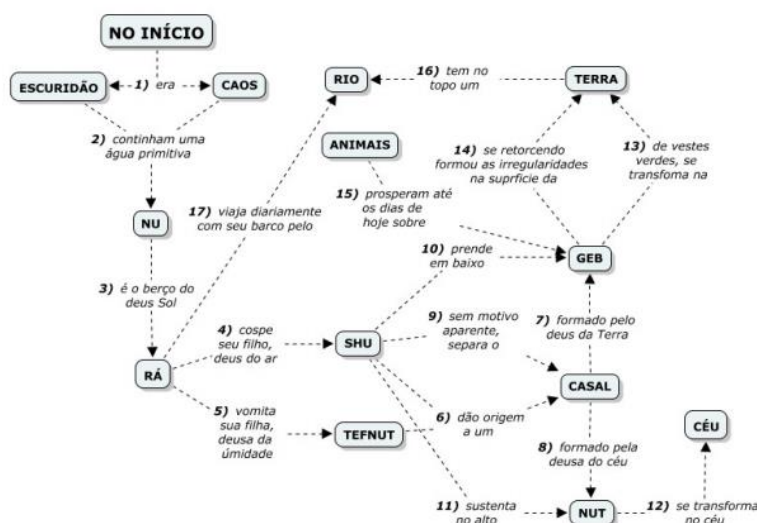 NO INÍCIO
ESCURIDÃO
1) era
CAOS
2) continham uma
água primitiva
NU
3) é o berço do
deus Sol
RÁ
4) cospe
seu filho,
deus do ar
SHU
5) vomita
sua filha,
deusa da
úmidade
TEFNUT
6) dão origem
a um
CASAL
7) formado pelo
deus da Terra
GEB
8) formado pela
deusa do céu
NUT
9) sem motivo
aparente,
separa o
10) prende
em baixo
11) sustenta
no alto
12) se transforma
no céu
CÉU
13) de vestes
verdes, se
transfoma na
14) se retorcendo
formou as irregularidades
na suprficie da
TERRA
ANIMAIS
15) prosperam até
os dias de
hoje sobre
16) tem no
topo um
RIO
17) viaja diariamente
com seu barco pelo